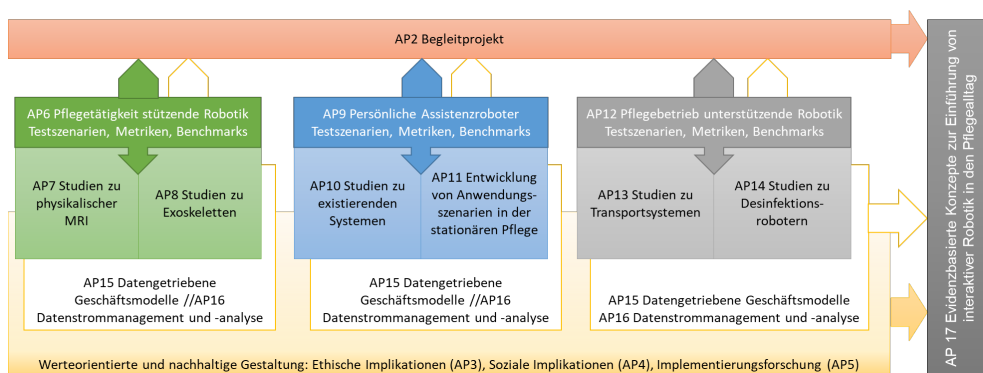 AP2 Begleitprojekt
AP6 Pflegetätigkeit stützende Robotik
Testszenarien, Metriken, Benchmarks
AP7 Studien zu
physikalischer
MRI
AP8 Studien zu
Exoskeletten
AP15 Datengetriebene
Geschäftsmodelle //AP16
Datenstrommanagement und -analyse
AP9 Persönliche Assistenzroboter
Testszenarien, Metriken, Benchmarks
AP10 Studien zu
existierenden
Systemen
AP11 Entwicklung
von Anwendungs-
szenarien in der
stationären Pflege
AP15 Datengetriebene
Geschäftsmodelle //AP16
Datenstrommanagement und -analyse
AP12 Pflegebetrieb unterstützende Robotik
Testszenarien, Metriken, Benchmarks
AP13 Studien zu
Transportsystemen
AP14 Studien zu
Desinfektions-
robotern
AP15 Datengetriebene Geschäftsmodelle
AP16 Datenstrommanagement und -analyse
Werteorientierte und nachhaltige Gestaltung: Ethische Implikationen (AP3), Soziale Implikationen (AP4), Implementierungsforschung (AP5)
AP 17 Evidenzbasierte Konzepte zur Einführung von
interaktiver Robotik in den Pflegealltag